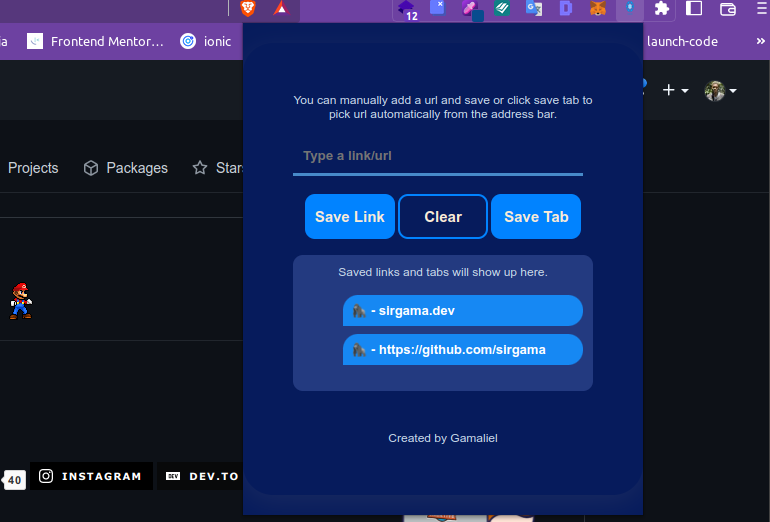 12
Frontend Mentor...
ionic
launch-code
»
You can manually add a url and save or click save tab to
pick url automatically from the address bar.
Projects
Packages
Type a link/url
Save Link
Clear
Save Tab
Saved links and tabs will show up here.
- sirgama.dev
- https://github.com/sirgama
Created by Gamaliel
40
INSTAGRAM
DEV
DEV.TO